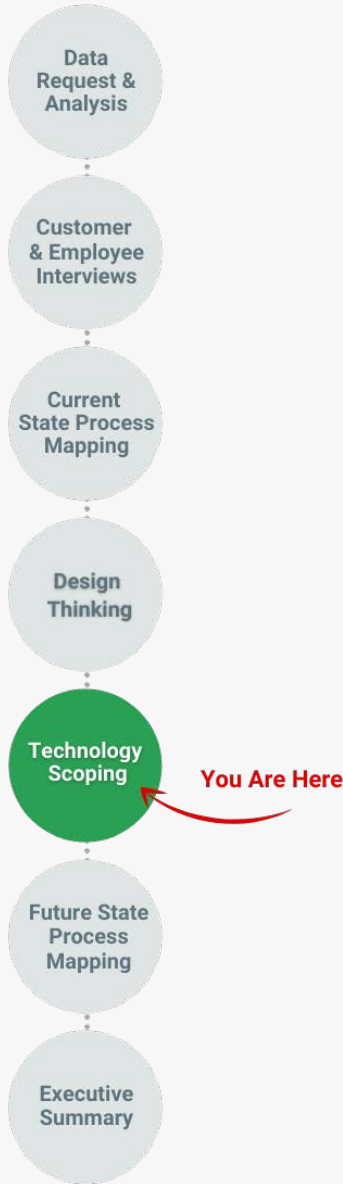 Data
Request &
Analysis
Customer
& Employee
Interviews
Current
State Process
Mapping
Design
Thinking
Technology
Scoping
You Are Here
Future State
Process
Mapping
Executive
Summary